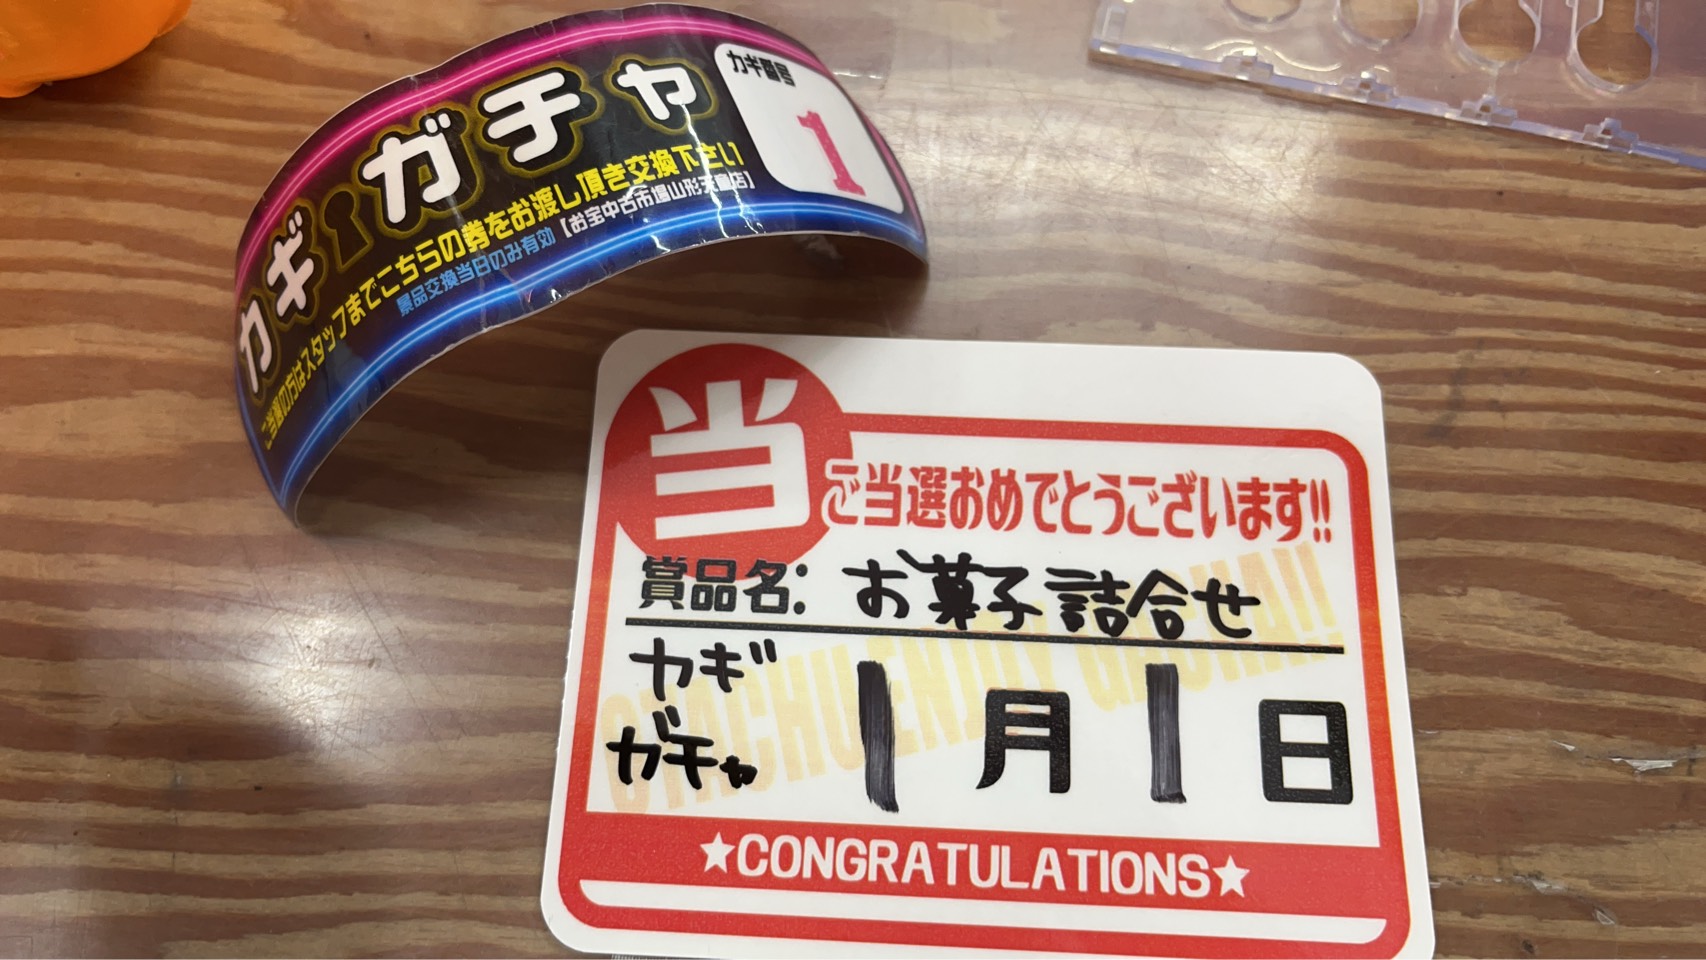 カギガチャ
カギ番号
1
ご当選の方はスタッフまでこちらの券をお渡し頂き交換下さい
景品交換当日のみ有効【お宝中古市場山形天童店】
当
ご当選おめでとうございます!!
賞品名: お菓子詰合せ
カギ
ガチャ
1月1日
★CONGRATULATIONS★